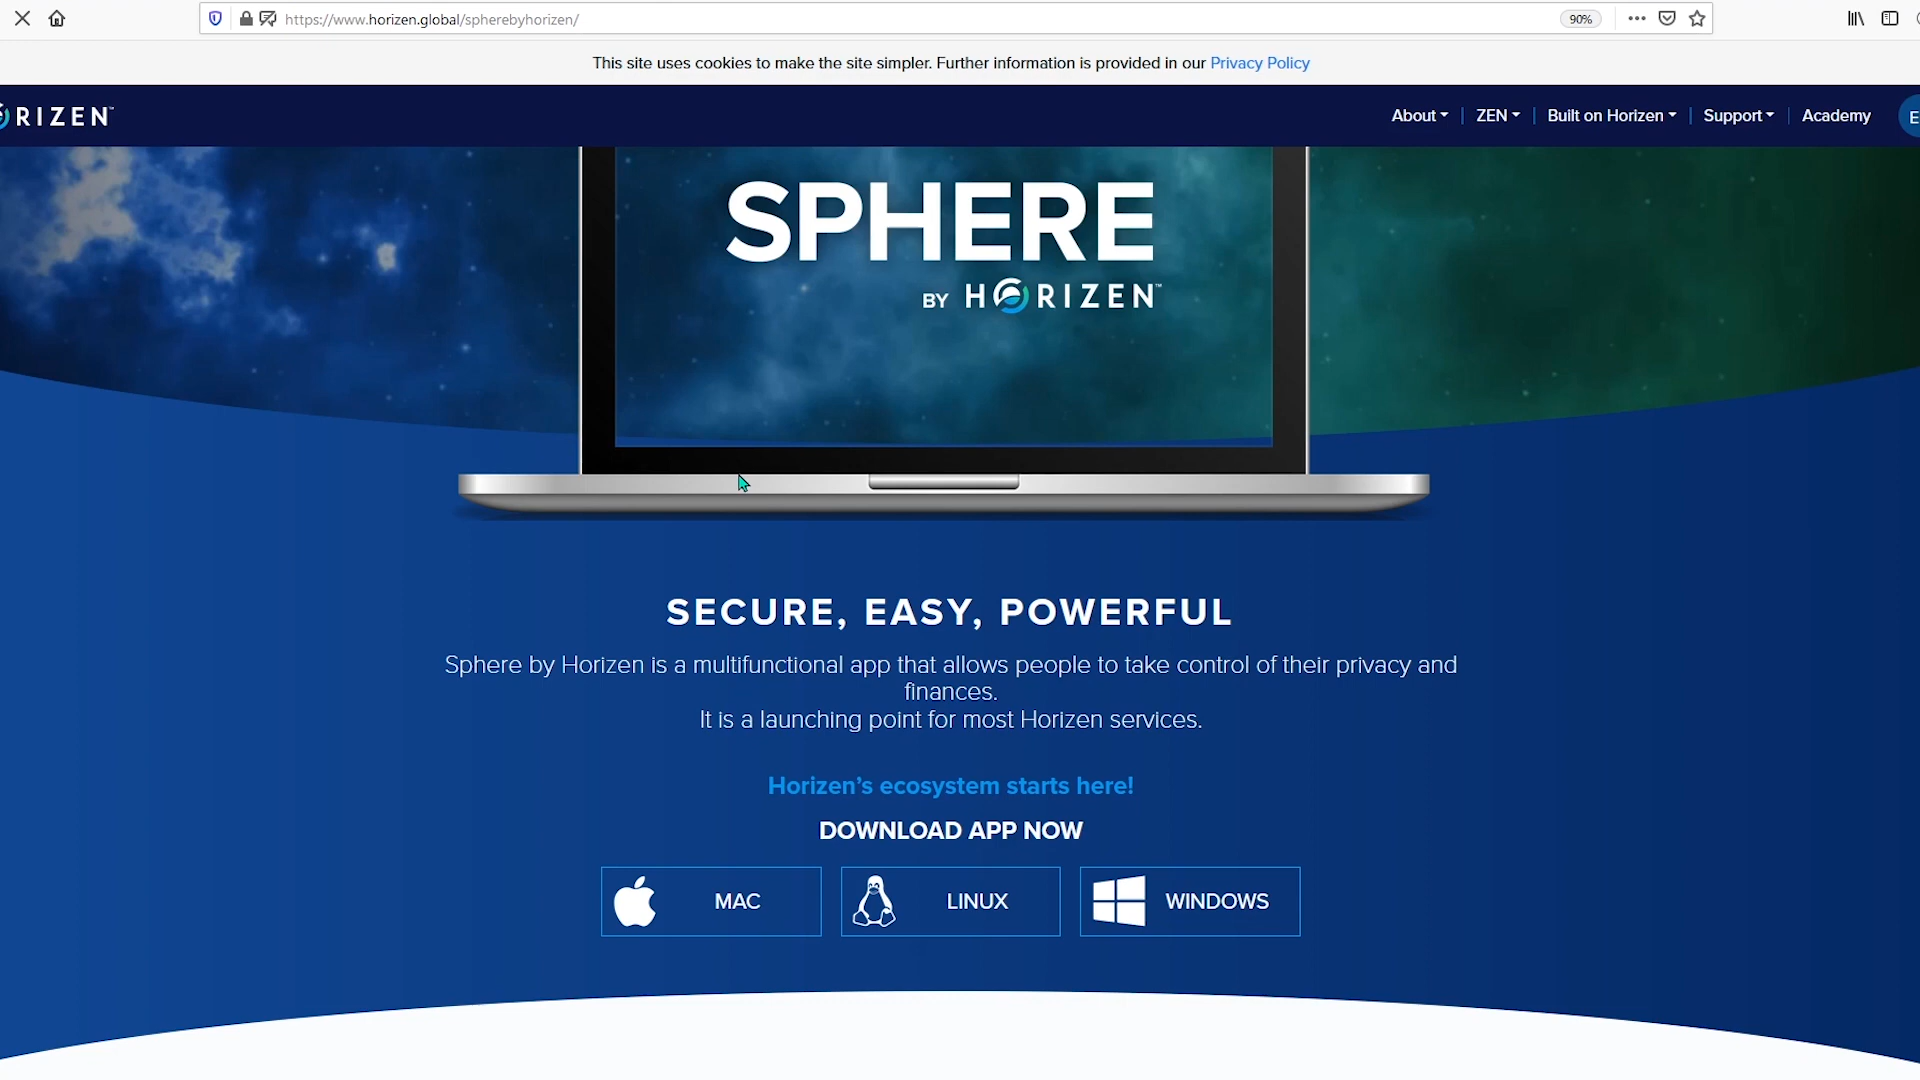 https://www.horizen.global/spherebyhorizen/
90%
This site uses cookies to make the site simpler. Further information is provided in our Privacy Policy
RIZEN™
About
ZEN
Built on Horizen
Support
Academy
E
SPHERE
BY HORIZEN™
SECURE, EASY, POWERFUL
Sphere by Horizen is a multifunctional app that allows people to take control of their privacy and
finances.
It is a launching point for most Horizen services.
Horizen’s ecosystem starts here!
DOWNLOAD APP NOW
MAC
LINUX
WINDOWS